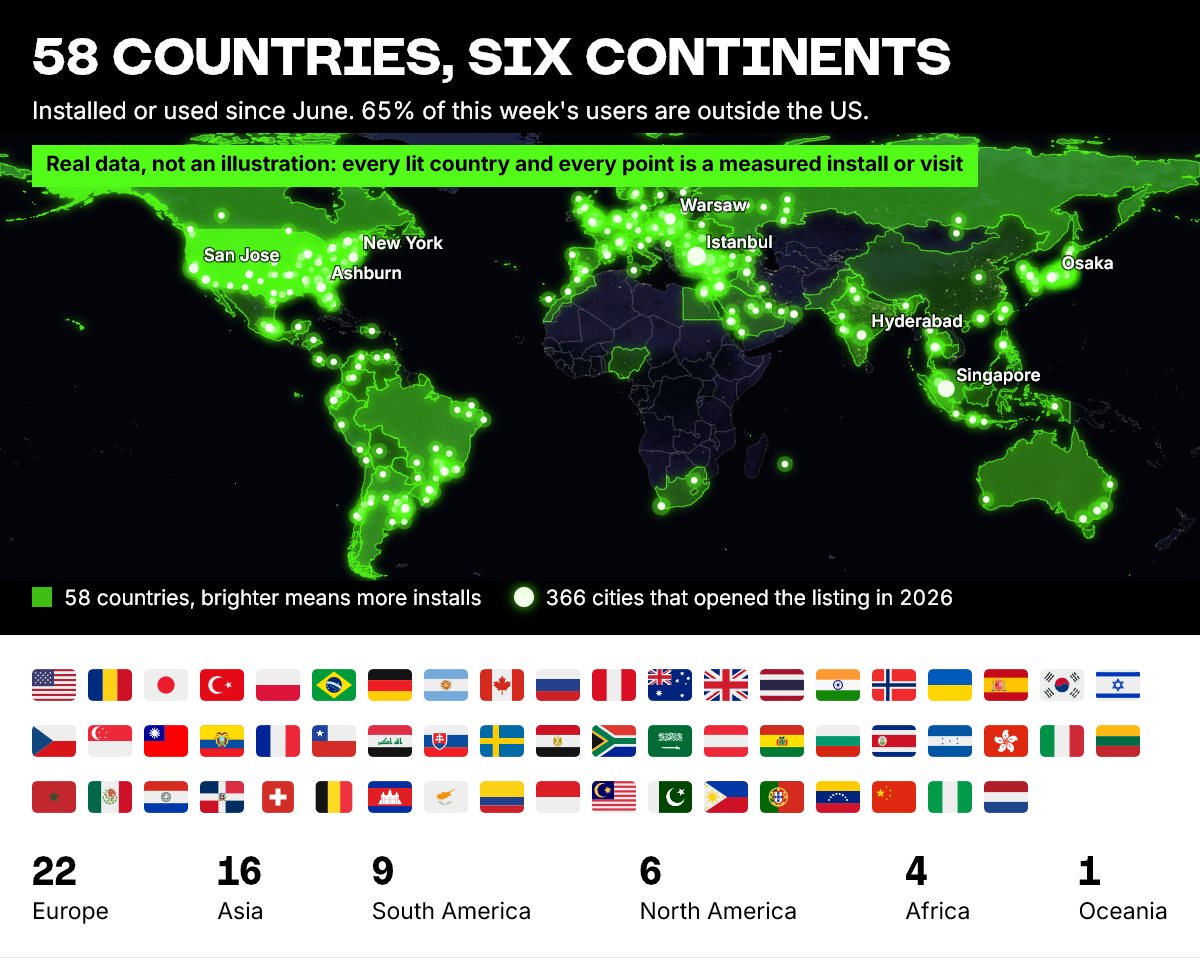 58 COUNTRIES, SIX CONTINENTS
Installed or used since June. 65% of this week's users are outside the US.
Real data, not an illustration: every lit country and every point is a measured install or visit
Warsaw
New York
Istanbul
San Jose
Ashburn
Osaka
Hyderabad
Singapore
58 countries, brighter means more installs
366 cities that opened the listing in 2026
22
16
9
6
4
1
Europe
Asia
South America
North America
Africa
Oceania